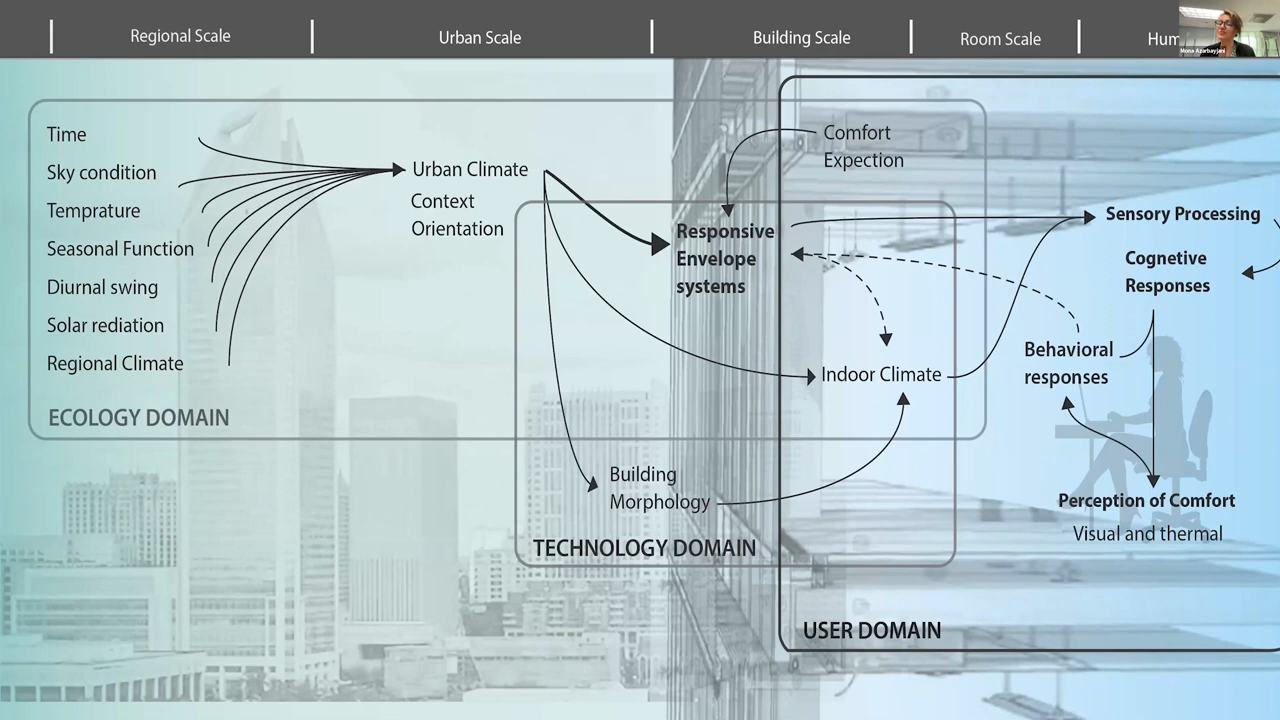 Regional Scale
Urban Scale
Building Scale
Room Scale
Mona Azarbayjani
Time
Sky condition
Temprature
Seasonal Function
Diurnal swing
Solar rediation
Regional Climate
ECOLOGY DOMAIN
Urban Climate
Context
Orientation
Comfort
Expection
Responsive
Envelope
systems
Indoor Climate
Building
Morphology
TECHNOLOGY DOMAIN
Sensory Processing
Cognetive
Responses
Behavioral
responses
Perception of Comfort
Visual and thermal
USER DOMAIN